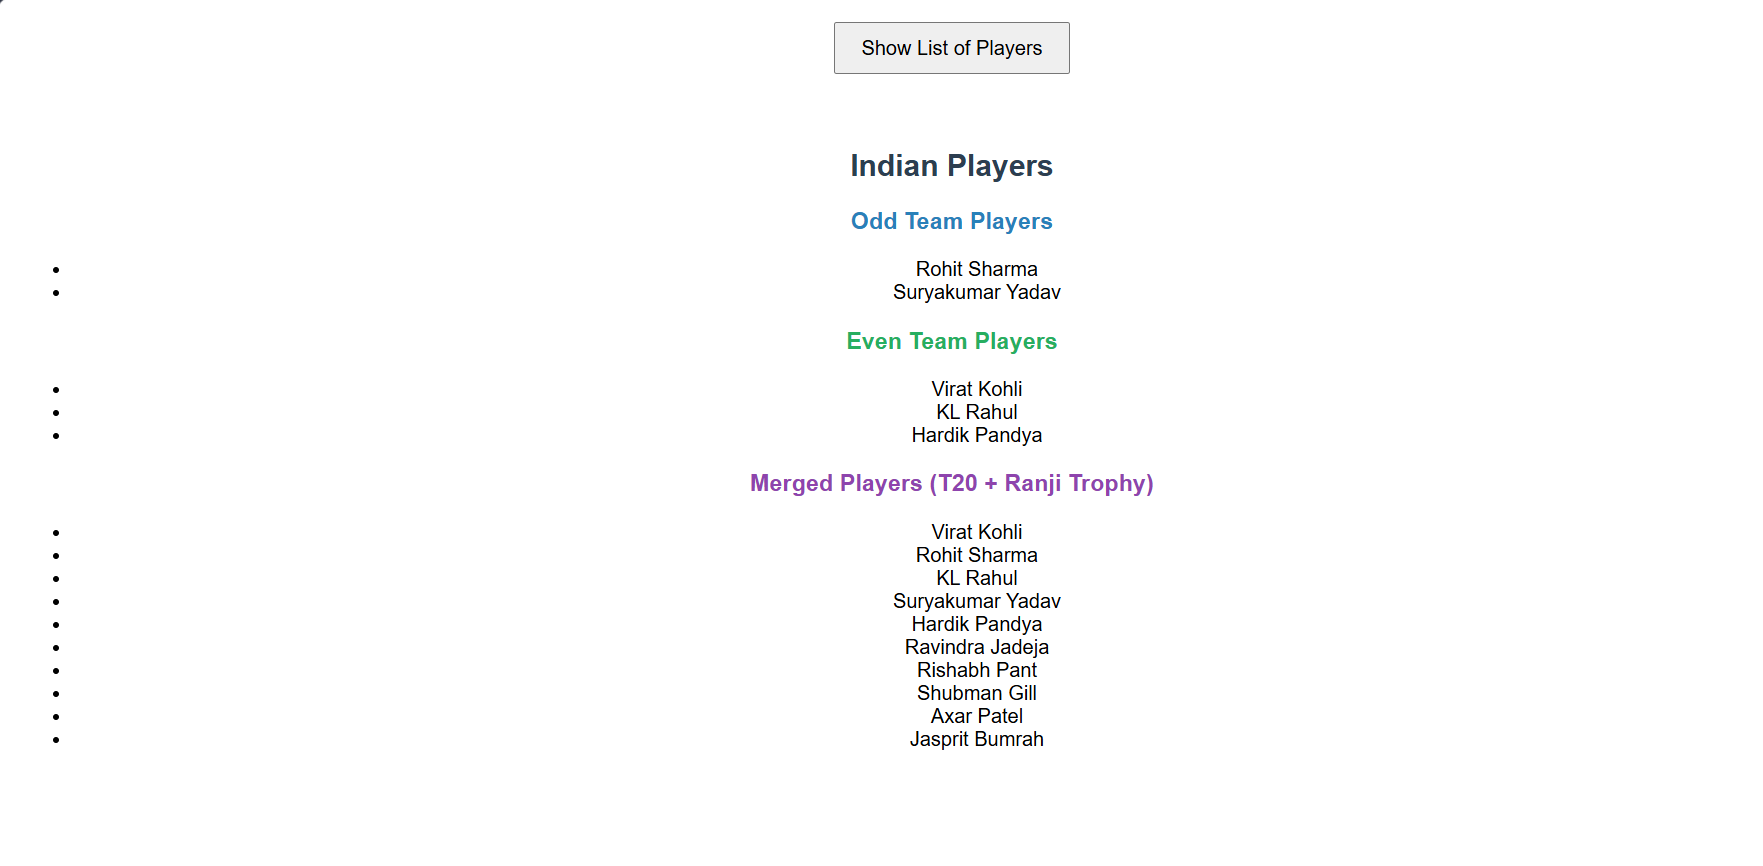 Show List of Players
Indian Players
Odd Team Players
Rohit Sharma
Suryakumar Yadav
Even Team Players
Virat Kohli
KL Rahul
Hardik Pandya
Merged Players (T20 + Ranji Trophy)
Virat Kohli
Rohit Sharma
KL Rahul
Suryakumar Yadav
Hardik Pandya
Ravindra Jadeja
Rishabh Pant
Shubman Gill
Axar Patel
Jasprit Bumrah